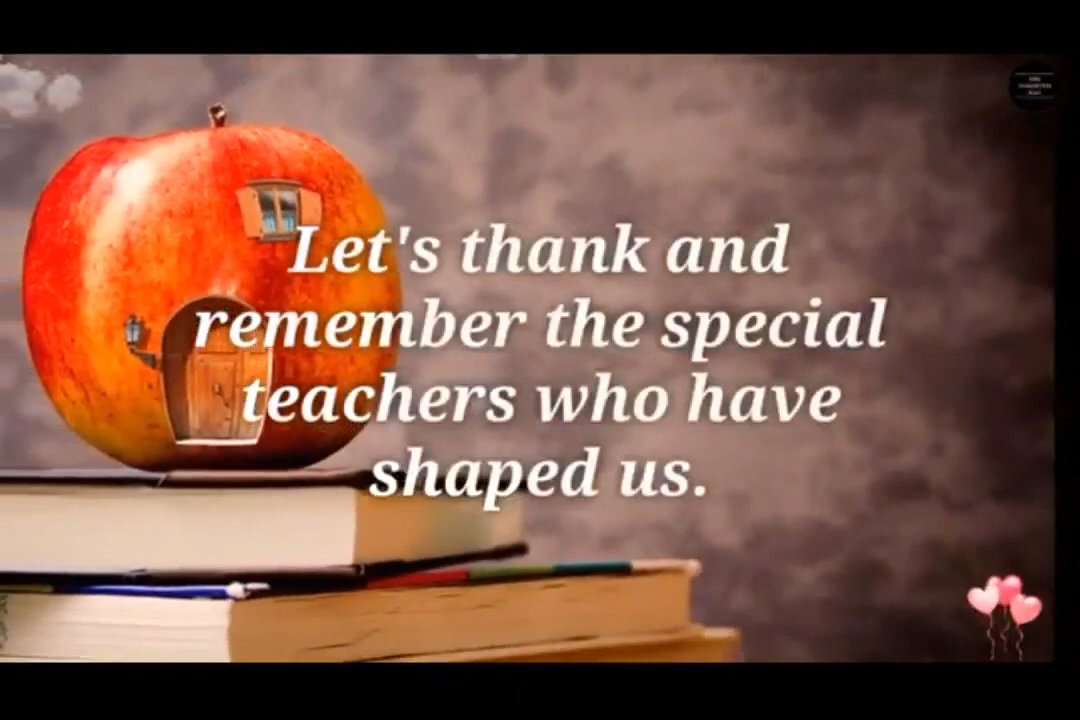 Let's thank and
remember the special
teachers who have
shaped us.